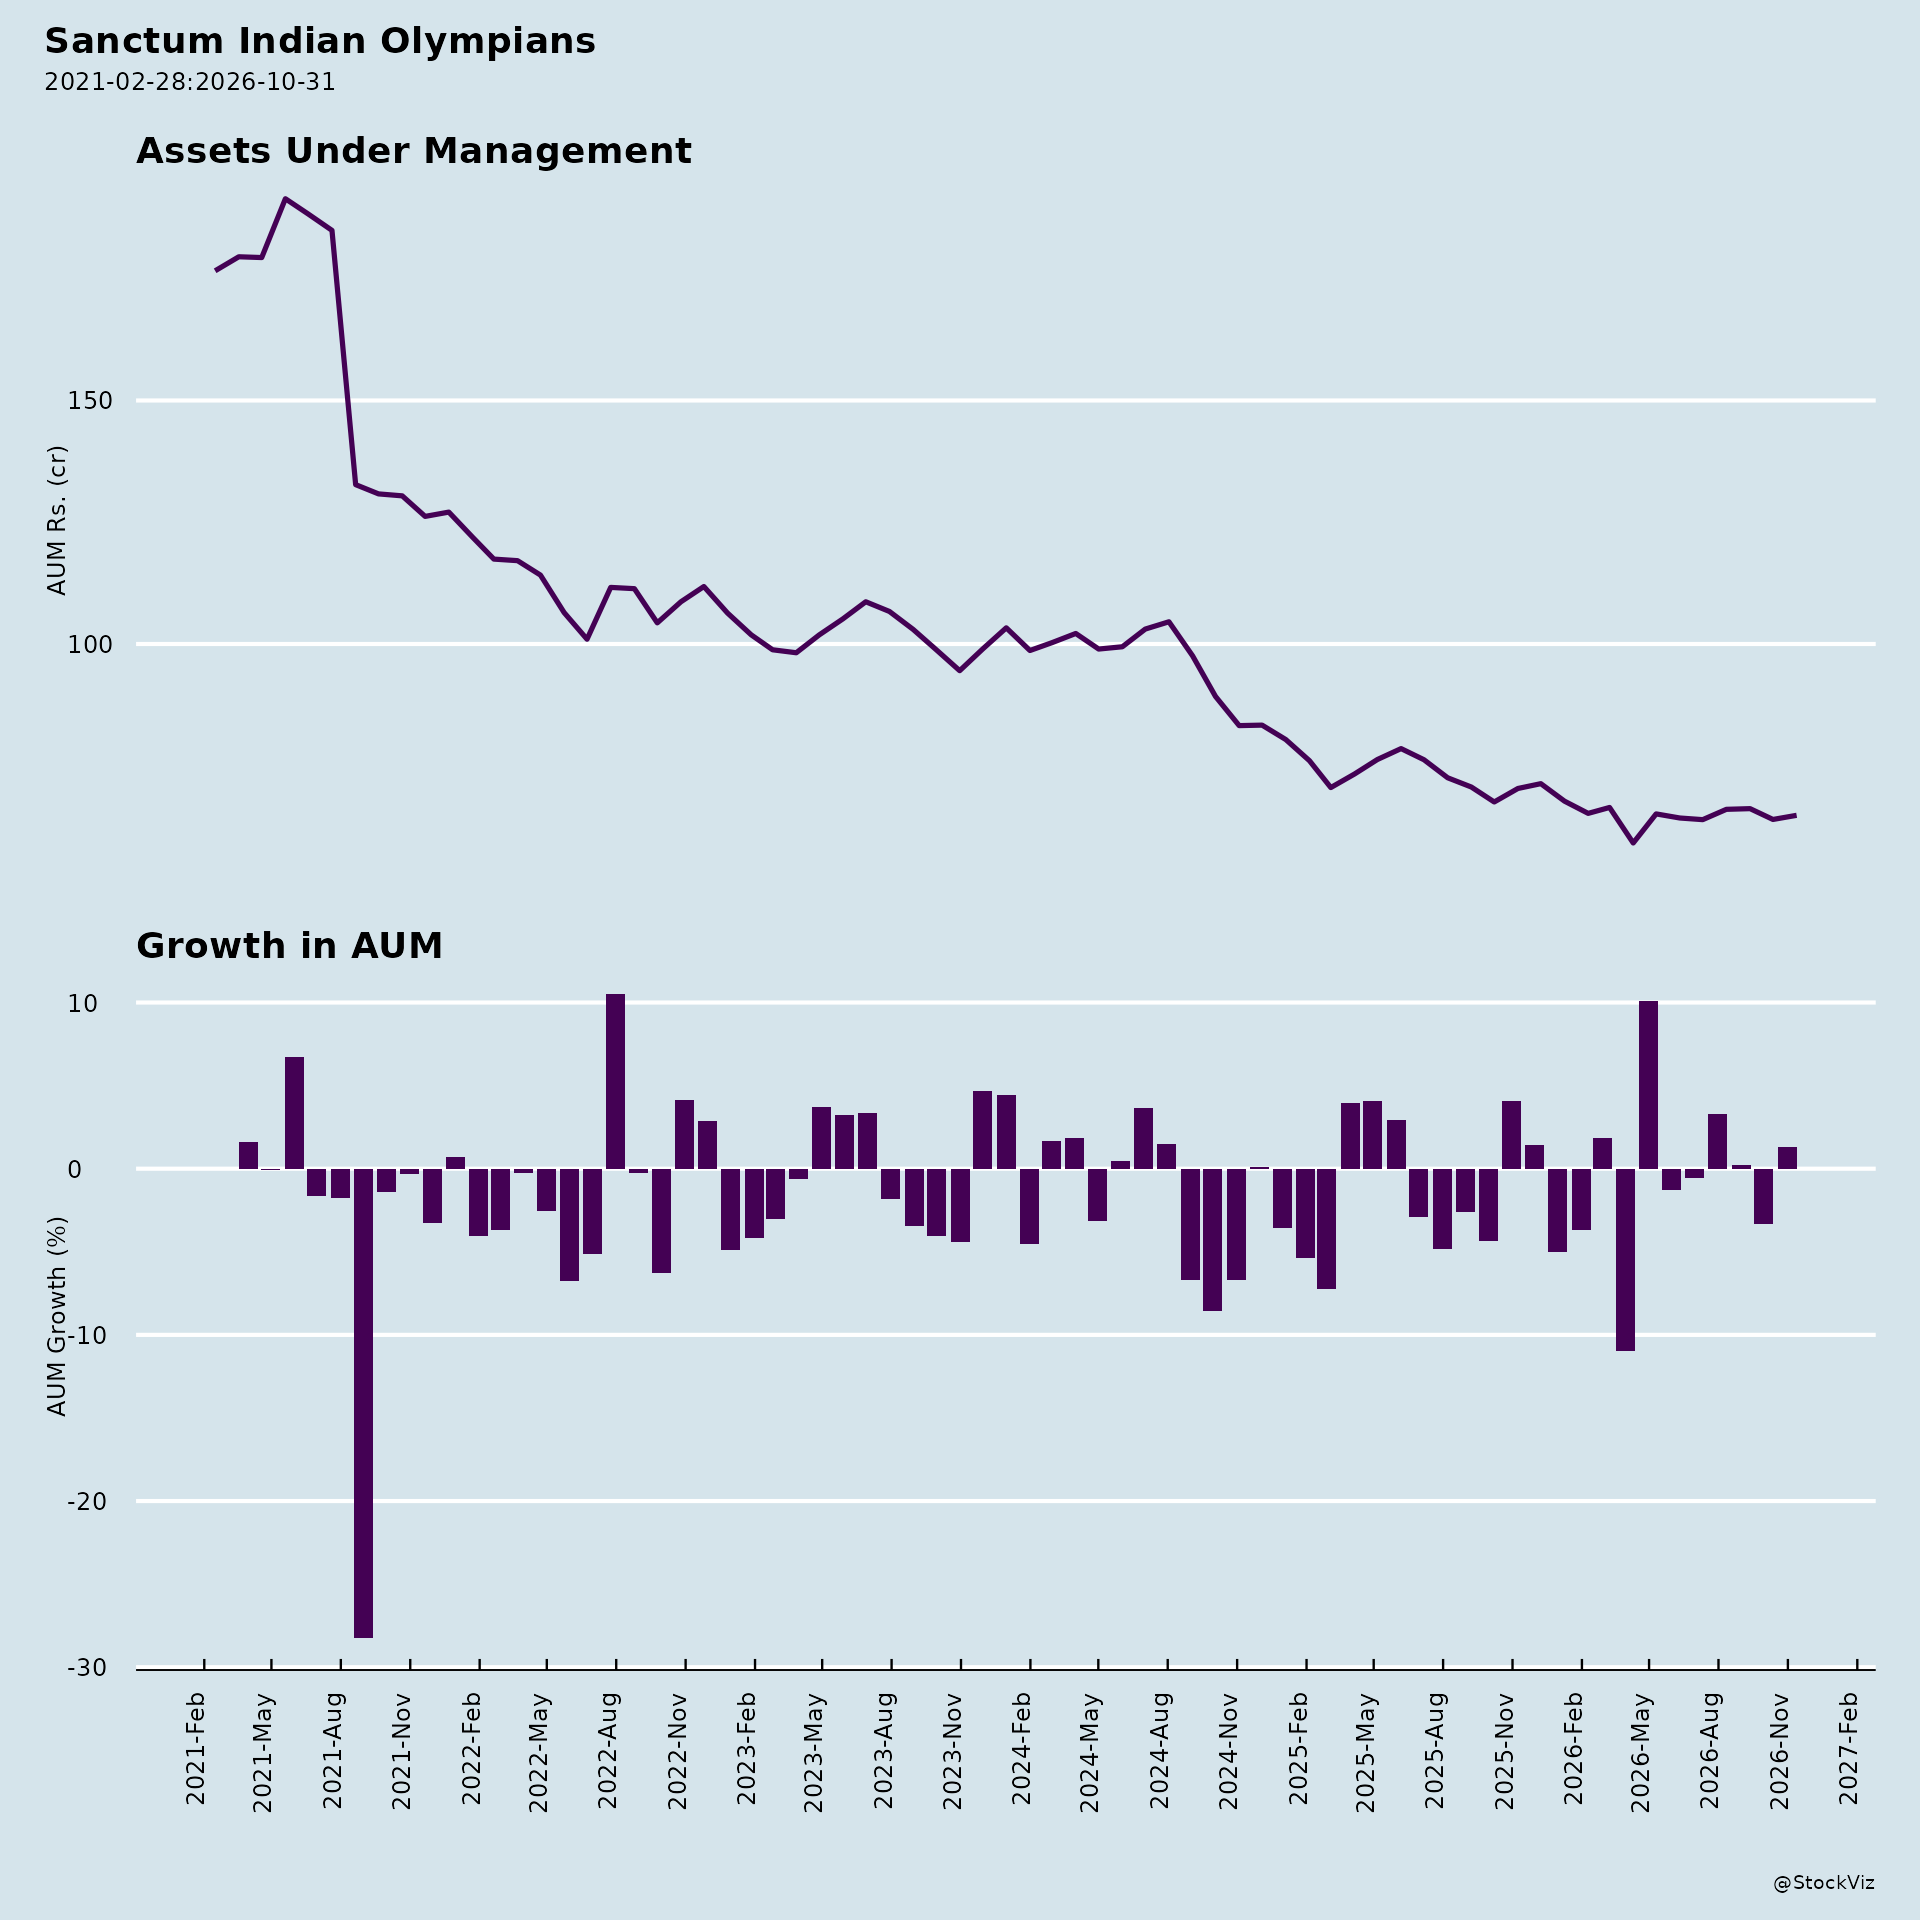 Sanctum Indian Olympians
2021-02-28:2026-10-31
Assets Under Management
150
100
AUM Rs. (cr)
Growth in AUM
10
0
-10
-20
-30
AUM Growth (%)
2021-Feb
2021-May
2021-Aug
2021-Nov
2022-Feb
2022-May
2022-Aug
2022-Nov
2023-Feb
2023-May
2023-Aug
2023-Nov
2024-Feb
2024-May
2024-Aug
2024-Nov
2025-Feb
2025-May
2025-Aug
2025-Nov
2026-Feb
2026-May
2026-Aug
2026-Nov
2027-Feb
@StockViz